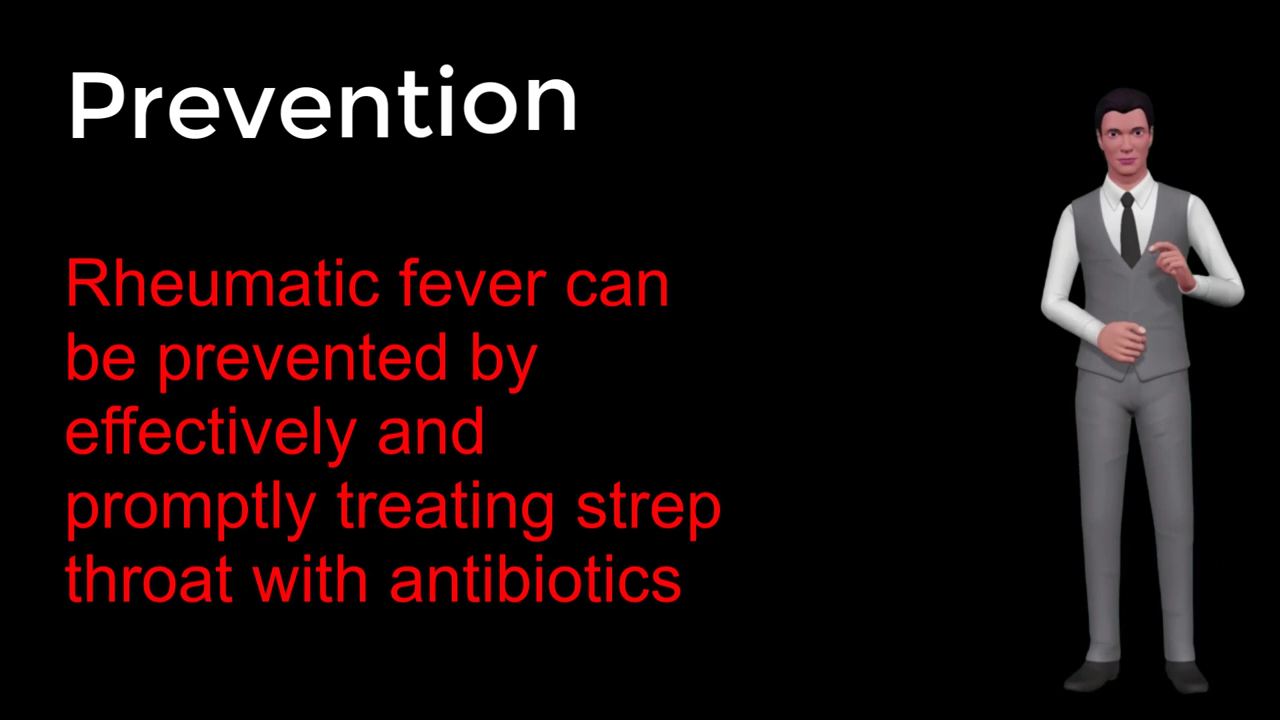 Prevention
Rheumatic fever can
be prevented by
effectively and
promptly treating strep
throat with antibiotics